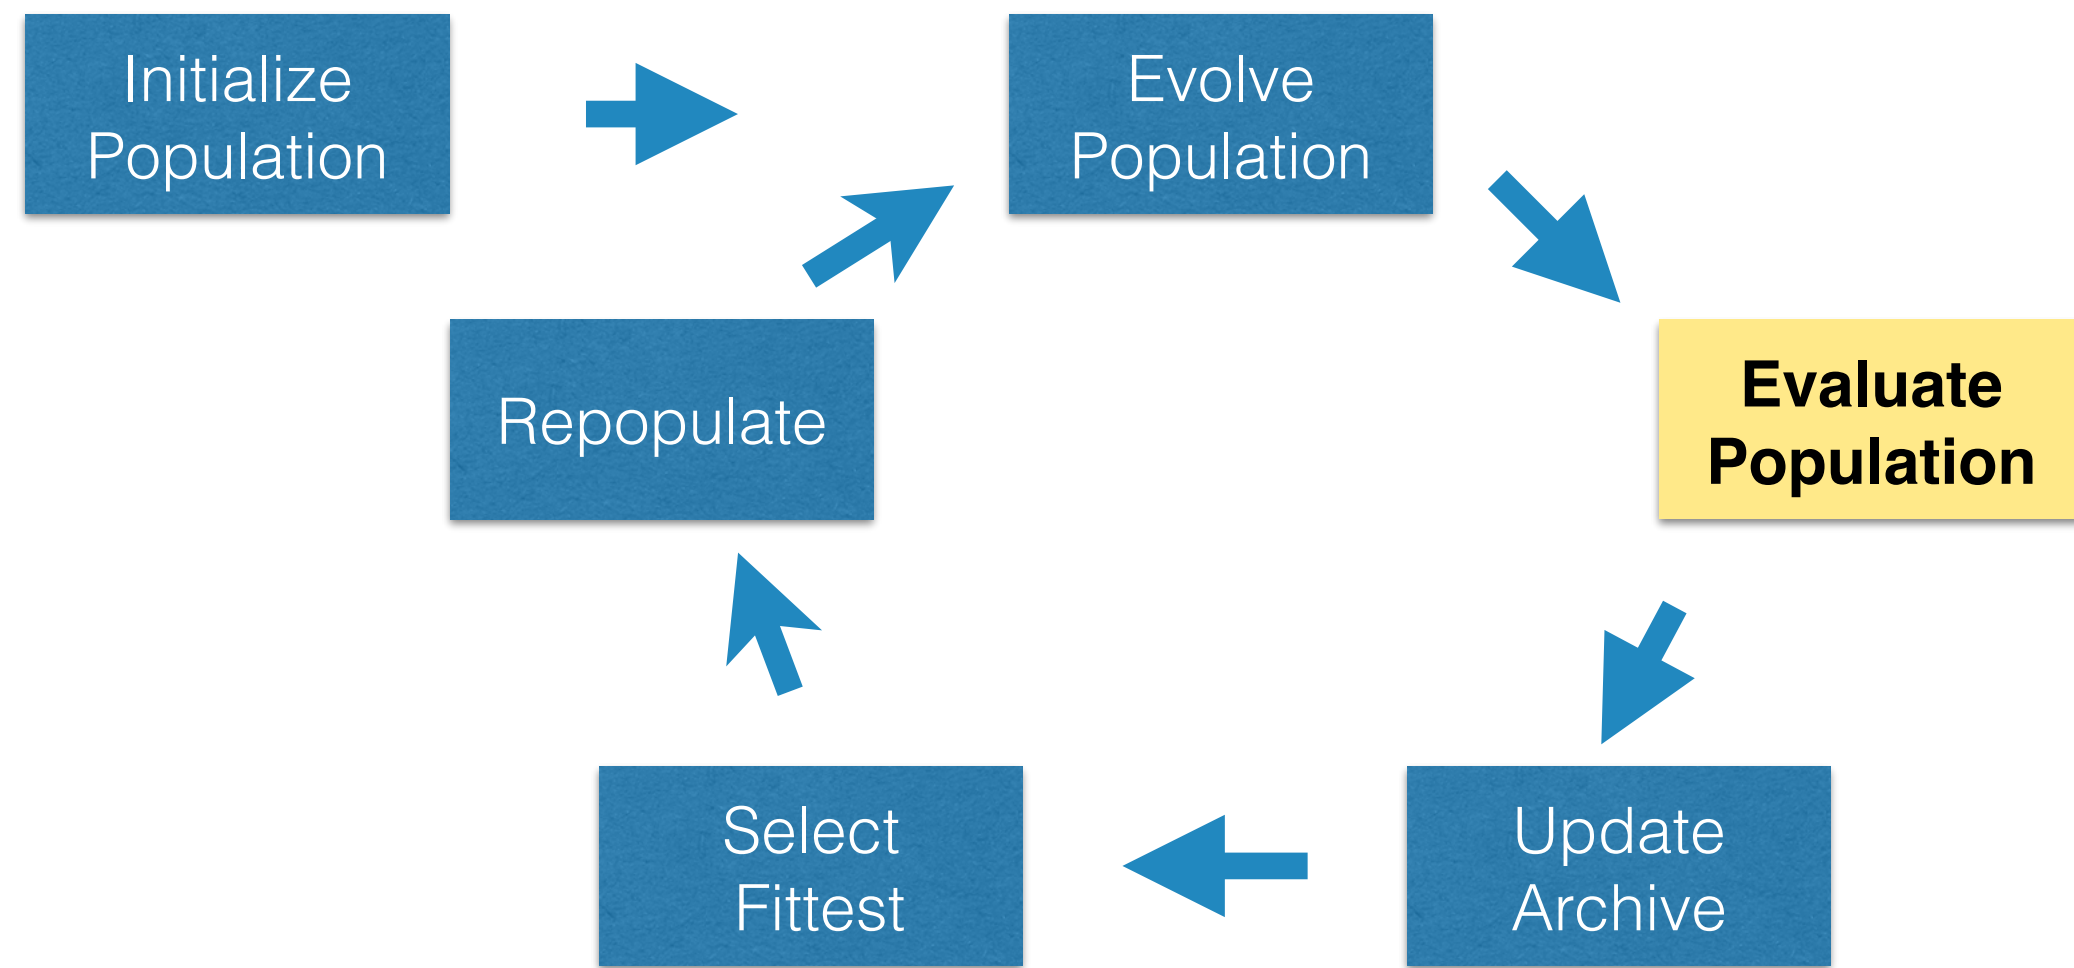 Initialize
Population
Evolve
Population
Repopulate
Evaluate
Population
Select
Fittest
Update
Archive